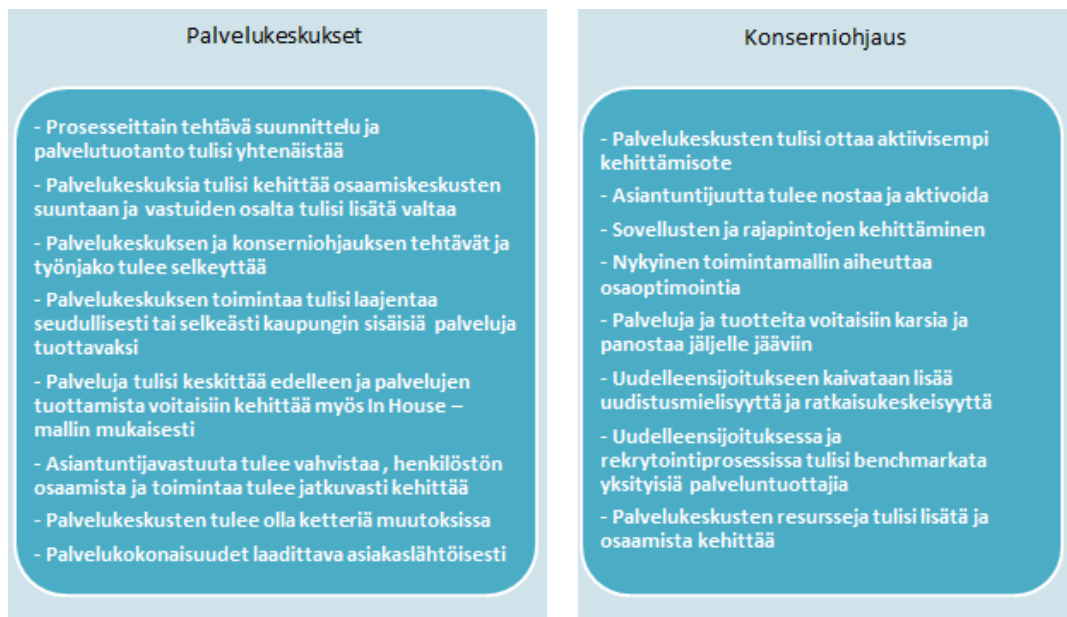 Palvelukeskukset
- Prosesseittain tehtävä suunnittelu ja
palvelutuotanto tulisi yhtenäistää
- Palvelukeskuksia tulisi kehittää osaamiskeskusten
suuntaan ja vastuiden osalta tulisi lisätä valtaa
- Palvelukeskuksen ja konserniohjauksen tehtävät ja
työnjako tulee selkeyttää
- Palvelukeskuksen toimintaa tulisi laajentaa
seudullisesti tai selkeästi kaupungin sisäisiä palveluja
tuottavaksi
- Palveluja tulisi keskittää edelleen ja palvelujen
tuottamista voitaisiin kehittää myös In House –
mallin mukaisesti
- Asiantuntijavastuuta tulee vahvistaa , henkilöstön
osaamista ja toimintaa tulee jatkuvasti kehittää
- Palvelukeskusten tulee olla ketteriä muutoksissa
- Palvelukokonaisuudet laadittava asiakaslähtöisesti
Konserniohjaus
- Palvelukeskusten tulisi ottaa aktiivisempi
kehittämisote
- Asiantuntijuutta tulee nostaa ja aktivoida
- Sovellusten ja rajapintojen kehittäminen
- Nykyinen toimintamallin aiheuttaa
osaoptimointia
- Palveluja ja tuotteita voitaisiin karsia ja
panostaa jäljelle jääviin
- Uudelleensijoitukseen kaivataan lisää
uudistusmielisyyttä ja ratkaisukeskeisyyttä
- Uudelleensijoituksessa ja
rekrytointiprosessissa tulisi benchmarkata
yksityisiä palveluntuottajia
- Palvelukeskusten resursseja tulisi lisätä ja
osaamista kehittää